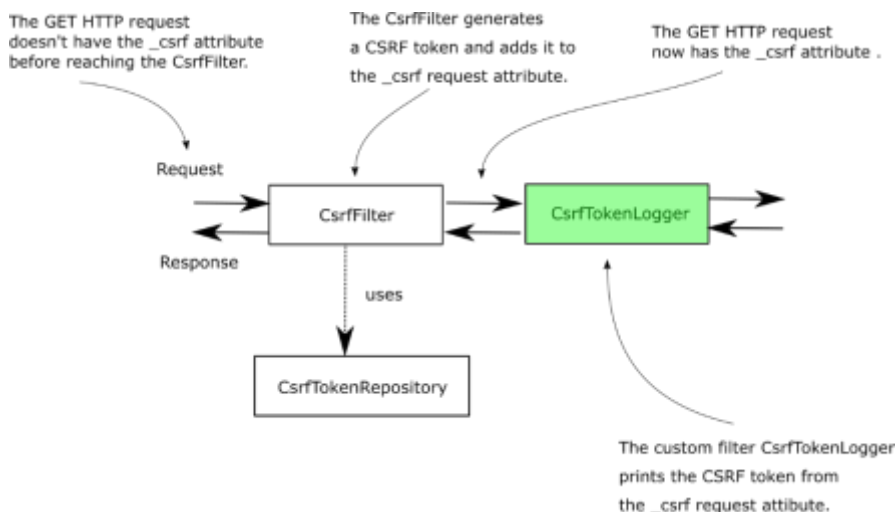 The GET HTTP request
doesn't have the _csrf attribute
before reaching the CsrfFilter.
The CsrfFilter generates
a CSRF token and adds it to
the _csrf request attribute.
The GET HTTP request
now has the _csrf attribute .
Request
CsrfFilter
CsrfTokenLogger
Response
uses
CsrfTokenRepository
The custom filter CsrfTokenLogger
prints the CSRF token from
the _csrf request attibute.